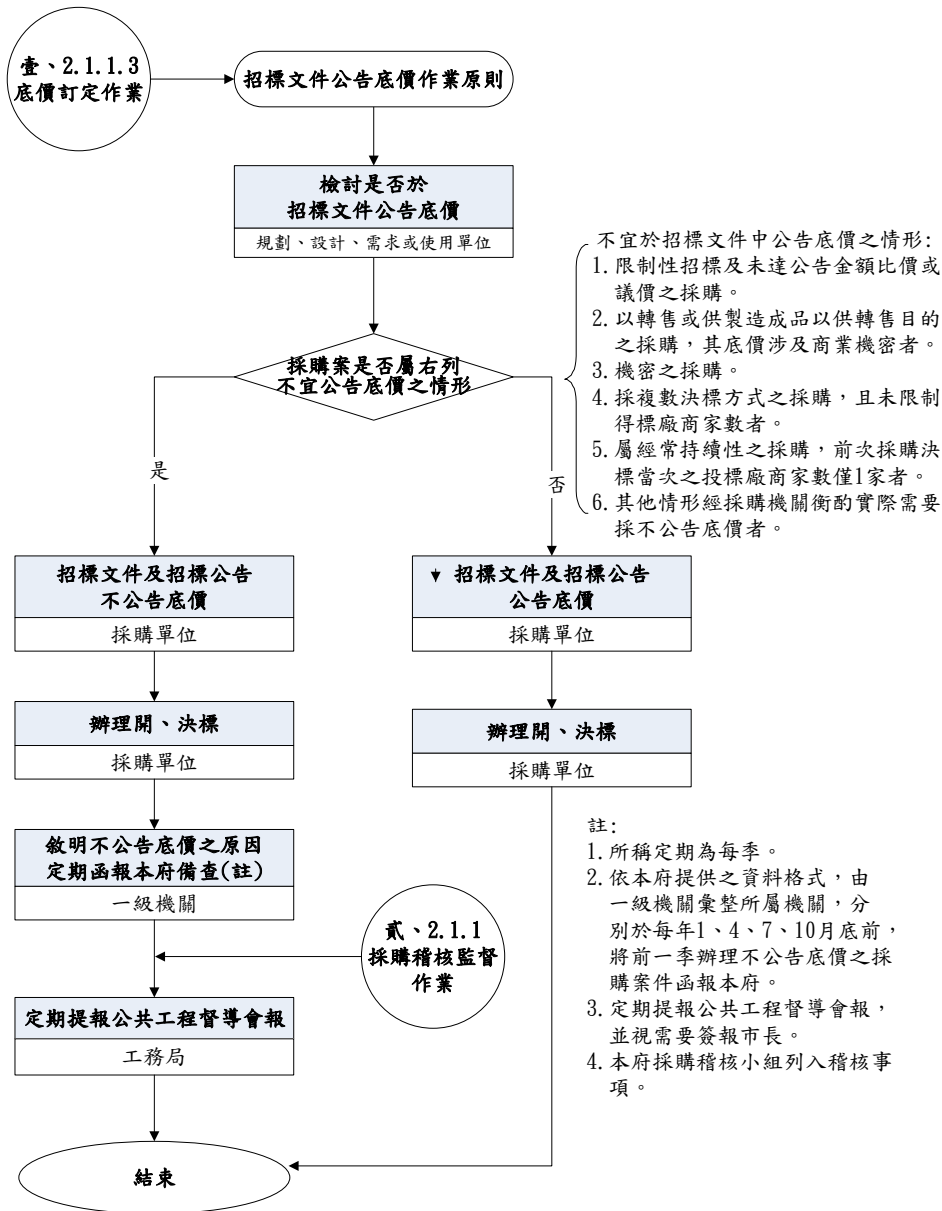 壹、2.1.1.3
底價訂定作業
招標文件公告底價作業原則
檢討是否於
招標文件公告底價
規劃、設計、需求或使用單位
採購案是否屬右列
不宜公告底價之情形
不宜於招標文件中公告底價之情形:
1.限制性招標及未達公告金額比價或
議價之採購。
2.以轉售或供製造成品以供轉售目的
之採購，其底價涉及商業機密者。
3.機密之採購。
4.採複數決標方式之採購，且未限制
得標廠商家數者。
5.屬經常持續性之採購，前次採購決
標當次之投標廠商家數僅1家者。
6.其他情形經採購機關衡酌實際需要
採不公告底價者。
是
否
招標文件及招標公告
不公告底價
採購單位
招標文件及招標公告
公告底價
採購單位
辦理開、決標
採購單位
辦理開、決標
採購單位
敘明不公告底價之原因
定期函報本府備查(註)
一級機關
貳、2.1.1
採購稽核監督
作業
定期提報公共工程督導會報
工務局
結束
註:
1.所稱定期為每季。
2.依本府提供之資料格式，由
一級機關彙整所屬機關，分
別於每年1、4、7、10月底前，
將前一季辦理不公告底價之採
購案件函報本府。
3.定期提報公共工程督導會報，
並視需要簽報市長。
4.本府採購稽核小組列入稽核事
項。